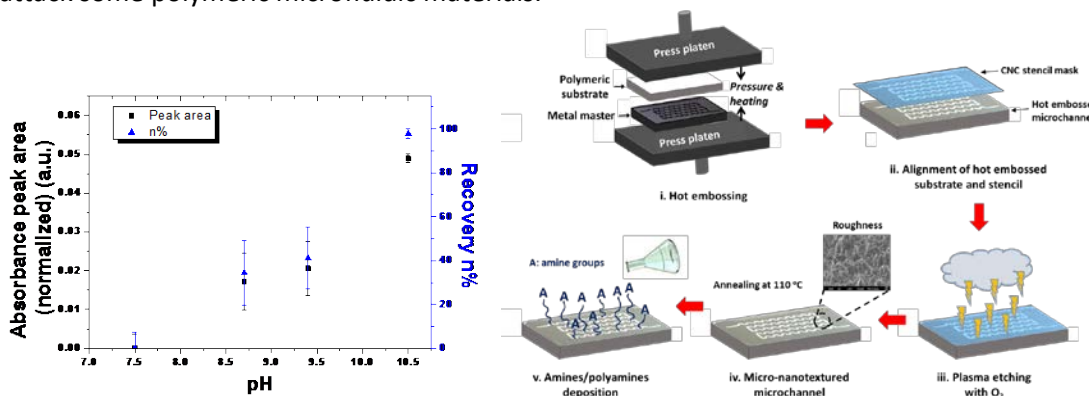 attack some polymeric microfluidic materials.
Peak area
n%
Absorbance peak area
(normalized) (a.u.)
0.06
0.05
0.04
0.03
0.02
0.01
0.00
7.0 7.5 8.0 8.5 9.0 9.5 10.0 10.5
pH
100
80
60
40
20
0
Recovery n%
Press platen
Polymeric
substrate
Pressure &
heating
Metal master
Press platen
i. Hot embossing
CNC stencil mask
Hot embossed
microchannel
ii. Alignment of hot embossed
substrate and stencil
iii. Plasma etching
with O₂
Roughness
Annealing at 110 °C
iv. Micro-nanotextured
microchannel
A: amine groups
A A A A A A A A A
v. Amines/polyamines
deposition